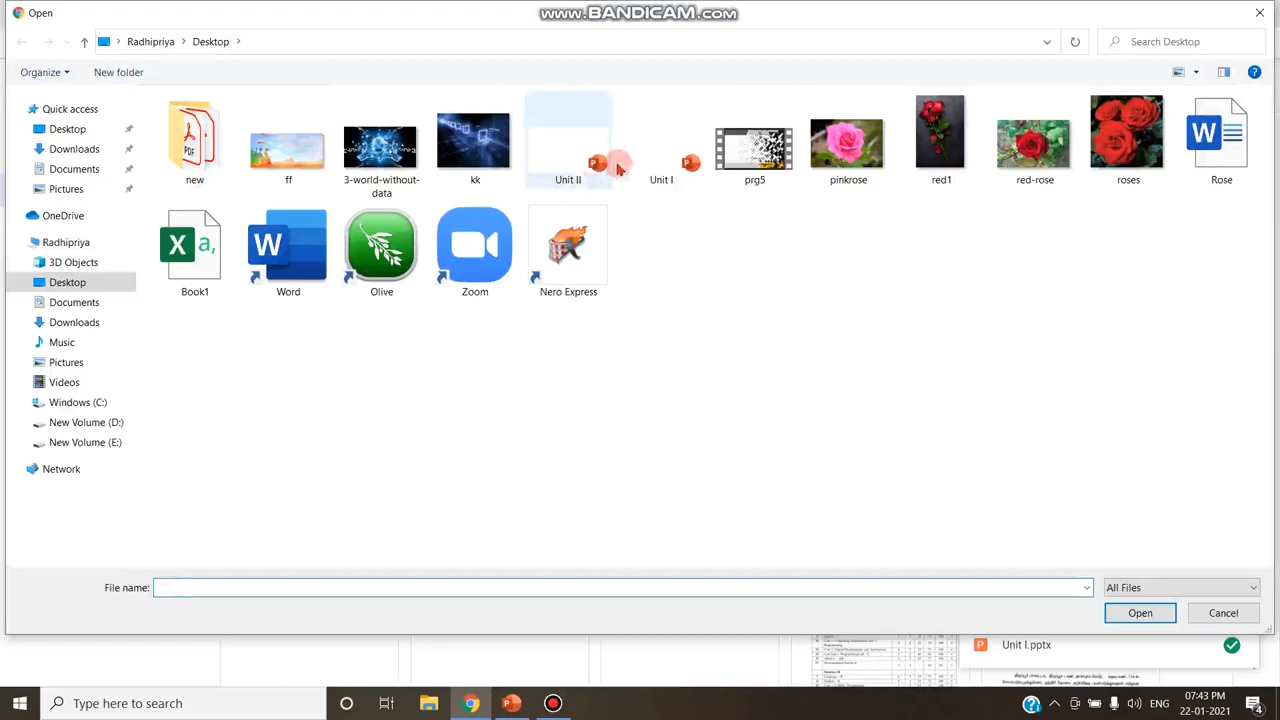 Open
www.BANDICAM.com
Radhipriya
Desktop
Search Desktop
Organize
New folder
Quick access
Desktop
Downloads
Documents
Pictures
OneDrive
Radhipriya
3D Objects
Desktop
Documents
Downloads
Music
Pictures
Videos
Windows (C:)
New Volume (D:)
New Volume (E:)
Network
new
ff
3-world-without-
data
kk
Unit II
Unit I
prg5
pinkrose
red1
red-rose
roses
Rose
Book1
Word
Olive
Zoom
Nero Express
File name:
All Files
Open
Cancel
Unit I.pptx
Type here to search
ENG
07:43 PM
22-01-2021